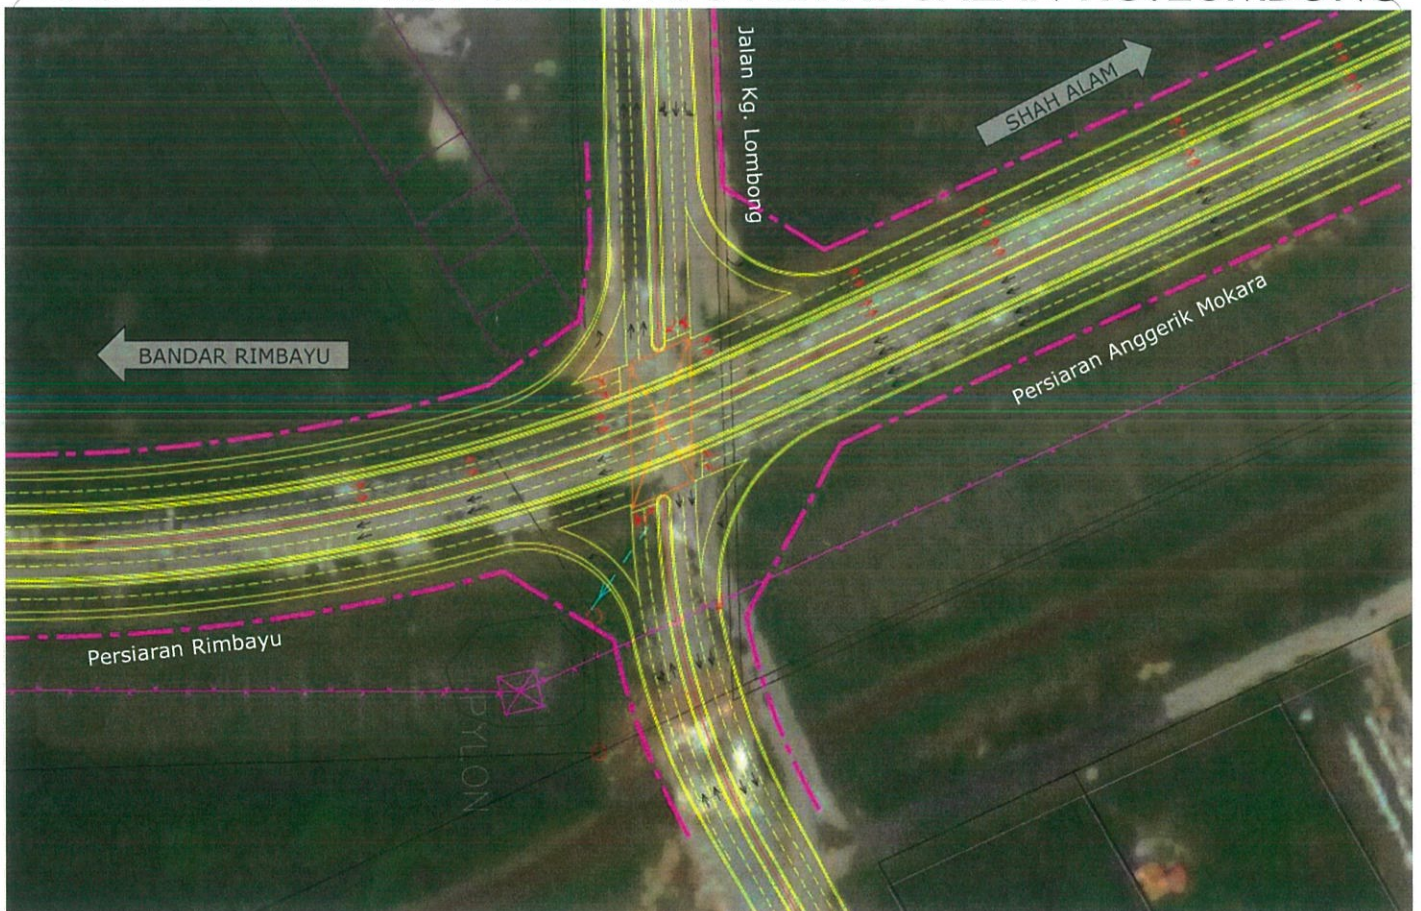 Jalan Kg. Lombong
SHAH ALAM
BANDAR RIMBAYU
Persiaran Anggerik Mokara
Persiaran Rimbayu
PYLON